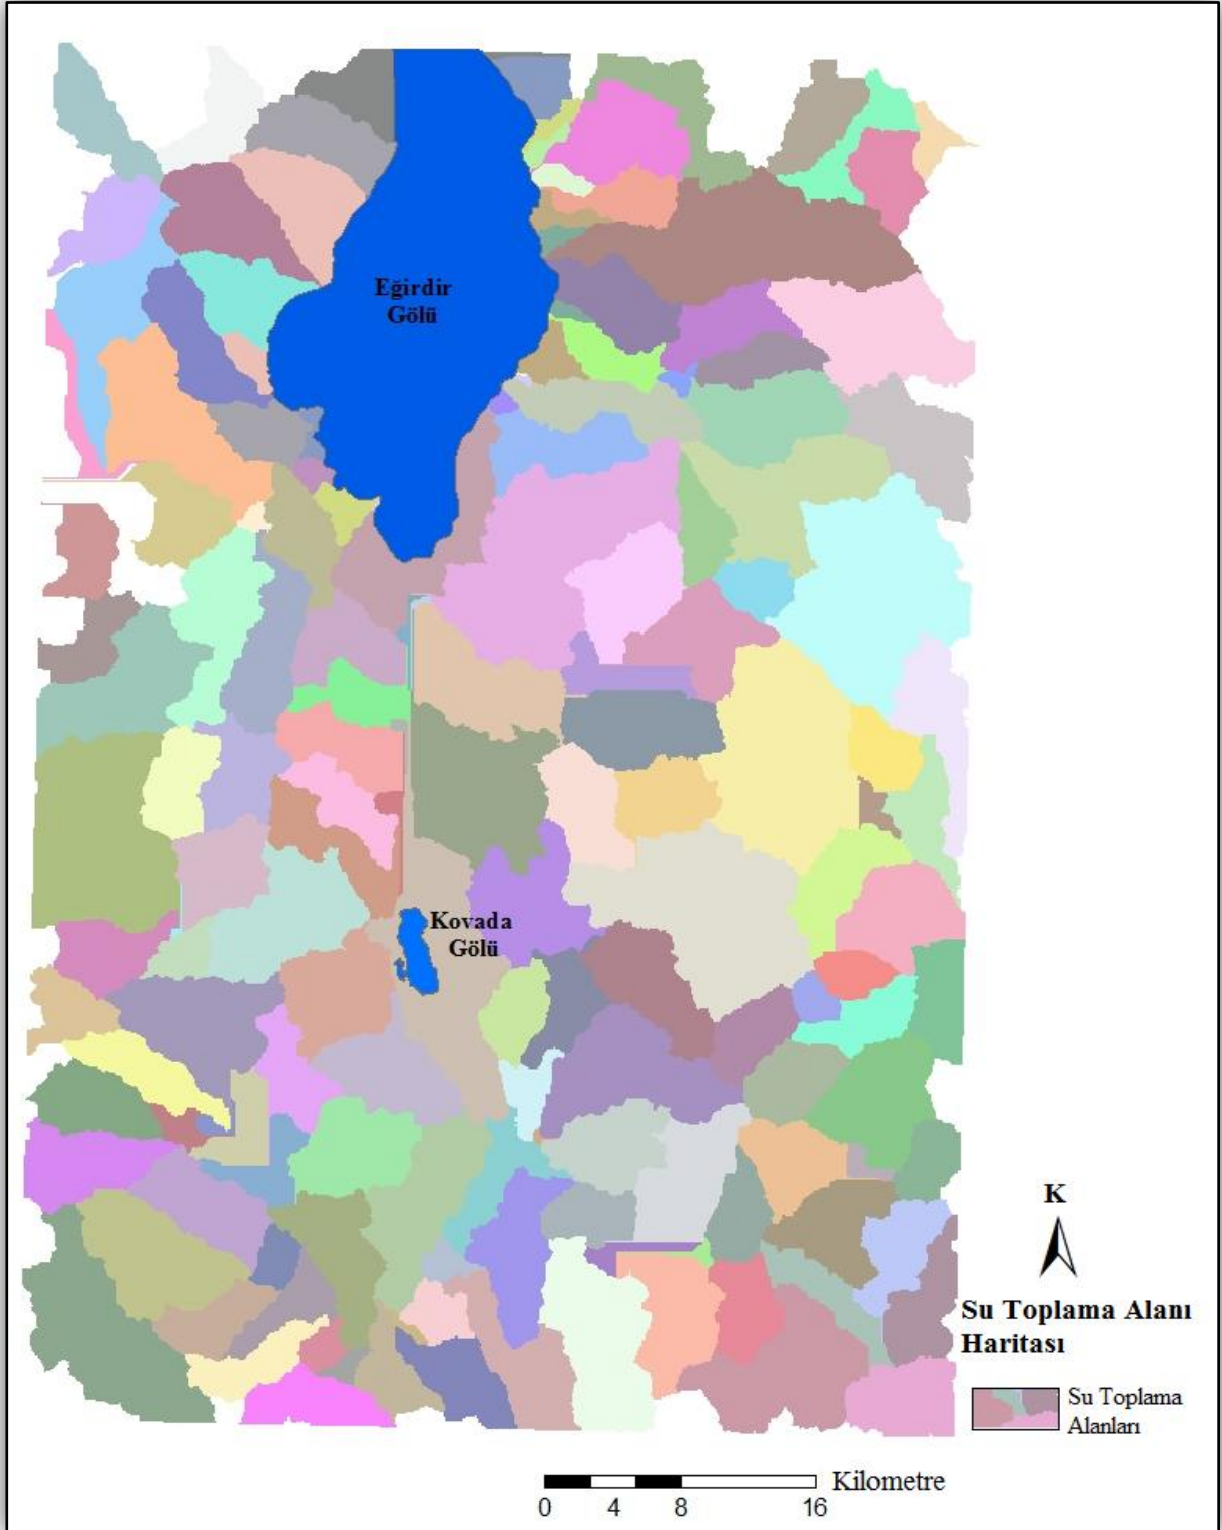 Eğirdir
Gölü
Kovada
Gölü
K
Su Toplama Alanı
Haritası
Su Toplama
Alanları
Kilometre
0 4 8 16